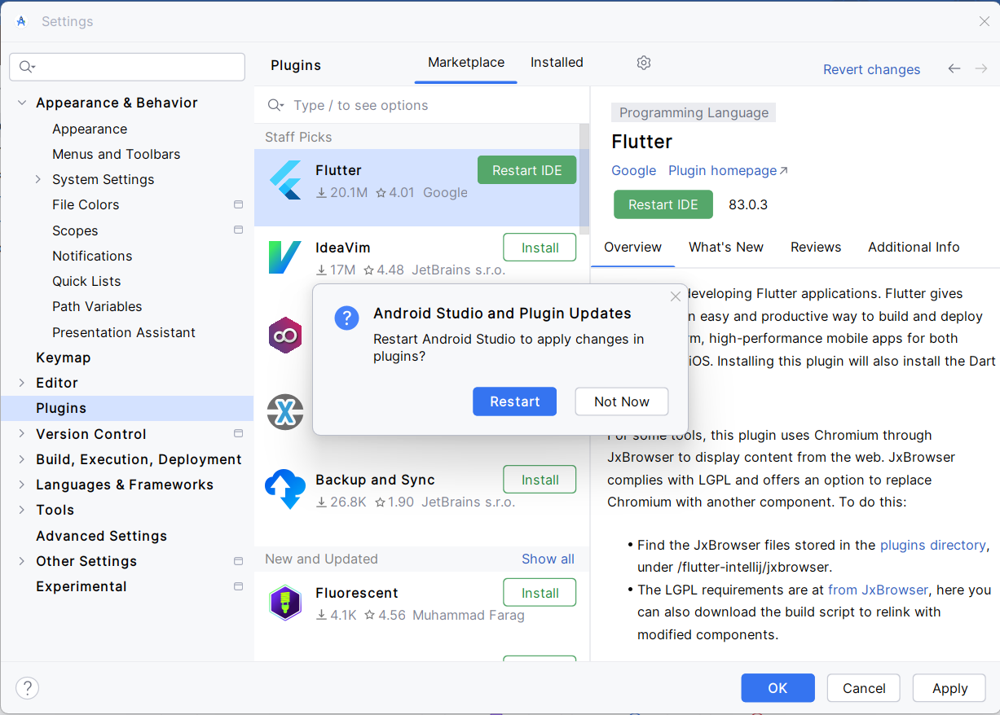 Settings
Plugins
Marketplace
Installed
Revert changes
Appearance & Behavior
Appearance
Menus and Toolbars
System Settings
File Colors
Scopes
Notifications
Quick Lists
Path Variables
Presentation Assistant
Keymap
Editor
Plugins
Version Control
Build, Execution, Deployment
Languages & Frameworks
Tools
Advanced Settings
Other Settings
Experimental
Type / to see options
Staff Picks
Flutter
Restart IDE
20.1M 4.01 Google
IdeaVim
Install
17M 4.48 JetBrains s.r.o.
Backup and Sync
Install
26.8K 1.90 JetBrains s.r.o.
New and Updated
Show all
Fluorescent
Install
4.1K 4.56 Muhammad Farag
Android Studio and Plugin Updates
Restart Android Studio to apply changes in
plugins?
Restart
Not Now
Programming Language
Flutter
Google Plugin homepage
Restart IDE
83.0.3
Overview
What's New
Reviews
Additional Info
developing Flutter applications. Flutter gives
easy and productive way to build and deploy
high-performance mobile apps for both
iOS. Installing this plugin will also install the Dart
For some tools, this plugin uses Chromium through
JxBrowser to display content from the web. JxBrowser
complies with LGPL and offers an option to replace
Chromium with another component. To do this:
• Find the JxBrowser files stored in the plugins directory,
under /flutter-intellij/jxbrowser.
• The LGPL requirements are at from JxBrowser, here you
can also download the build script to relink with
modified components.
?
OK
Cancel
Apply